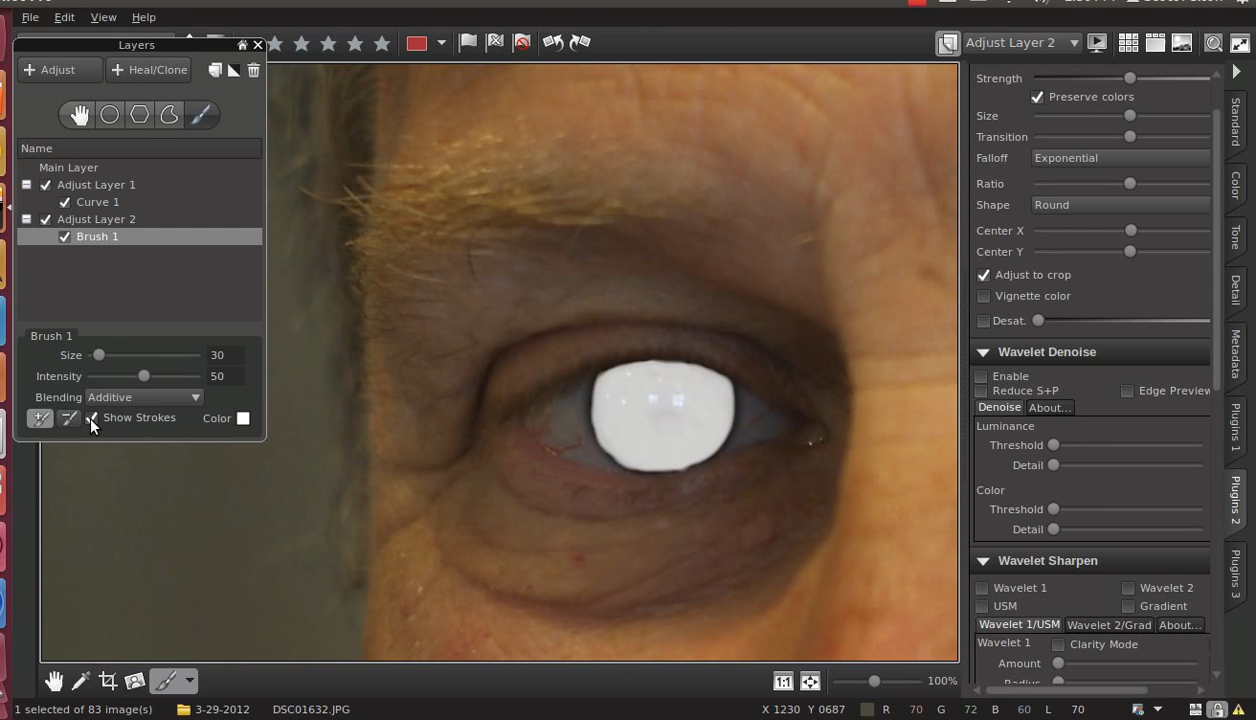 File Edit View Help
Layers
Adjust Heal/Clone
Name
Main Layer
Adjust Layer 1
Curve 1
Adjust Layer 2
Brush 1
Brush 1
Size 30
Intensity 50
Blending Additive
Show Strokes Color
Adjust Layer 2
Strength
Preserve colors
Size
Transition
Falloff Exponential
Ratio
Shape Round
Center X
Center Y
Adjust to crop
Vignette color
Desat.
Wavelet Denoise
Enable
Reduce S+P Edge Preview
Denoise About...
Luminance
Threshold
Detail
Color
Threshold
Detail
Wavelet Sharpen
Wavelet 1 Wavelet 2
USM Gradient
Wavelet 1/USM Wavelet 2/Grad About...
Wavelet 1 Clarity Mode
Amount
Radius
Standard
Color
Tone
Detail
Metadata
Plugins 1
Plugins 2
Plugins 3
1:1 100%
1 selected of 83 image(s) 3-29-2012 DSC01632.JPG X 1230 Y 0687 R 70 G 72 B 60 L 70